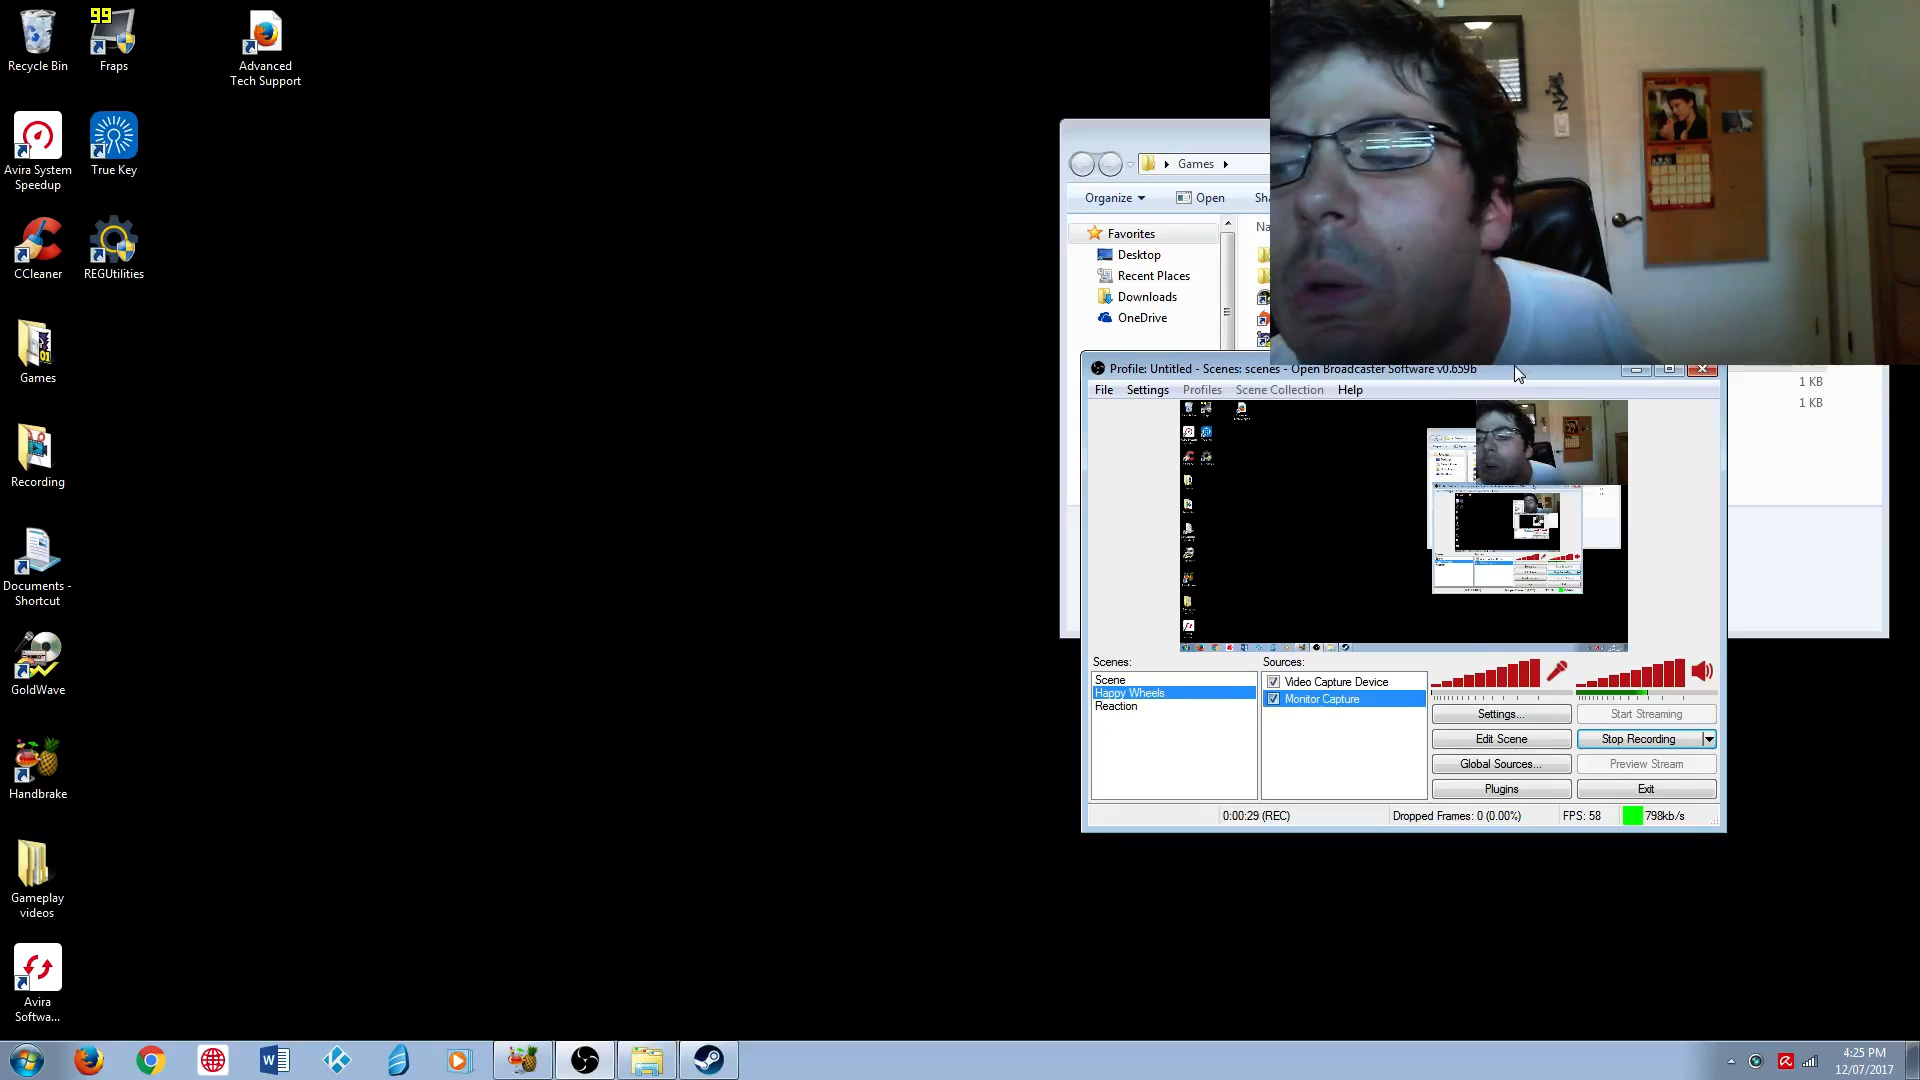 99
Recycle Bin
Fraps
Advanced
Tech Support
Avira System
Speedup
True Key
CCleaner
REGUtilities
Games
01
Recording
Documents -
Shortcut
GoldWave
Handbrake
Gameplay
videos
Avira
Softwa...
Games
Organize
Open
Sha
Na
Favorites
Desktop
Recent Places
Downloads
OneDrive
1 KB
1 KB
Profile: Untitled - Scenes: scenes - Open Broadcaster Software v0.659b
File Settings Profiles Scene Collection Help
Scenes:
Scene
Happy Wheels
Reaction
Sources:
Video Capture Device
Monitor Capture
Settings...
Start Streaming
Edit Scene
Stop Recording
Global Sources...
Preview Stream
Plugins
Exit
0:00:29 (REC)
Dropped Frames: 0 (0.00%)
FPS: 58
798kb/s
4:25 PM
12/07/2017